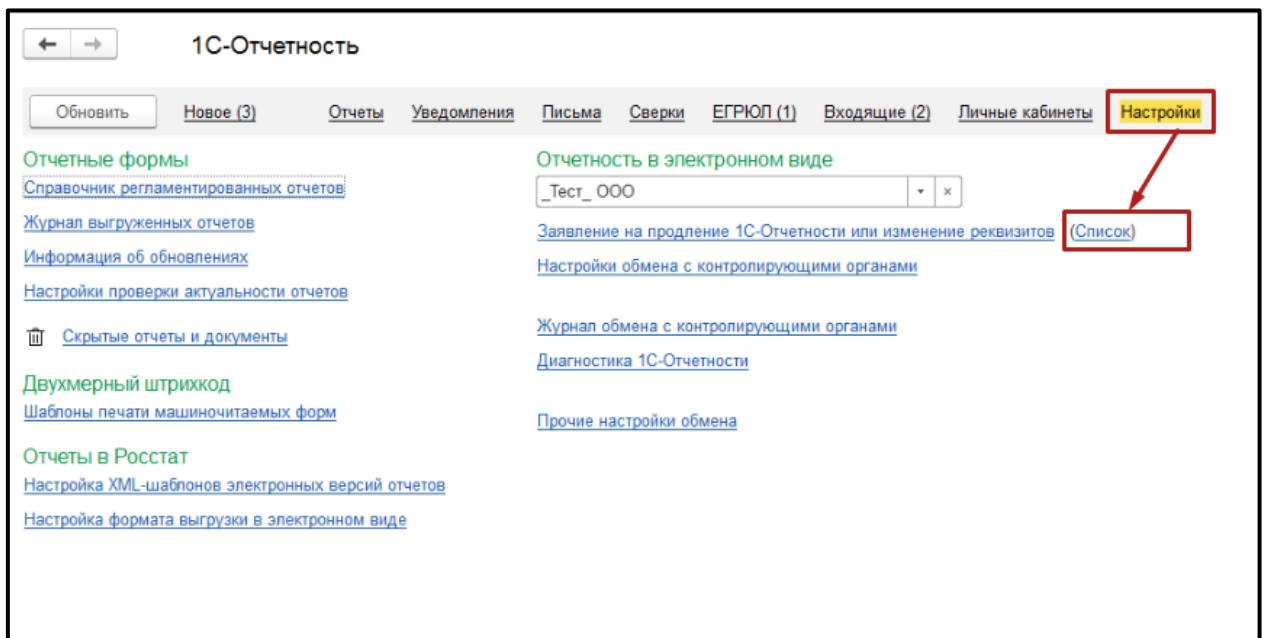 1С-Отчетность
Обновить Новое (3) Отчеты Уведомления Письма Сверки ЕГРЮЛ (1) Входящие (2) Личные кабинеты Настройки
Отчетные формы
Справочник регламентированных отчетов
Журнал выгруженных отчетов
Информация об обновлениях
Настройки проверки актуальности отчетов
Скрытые отчеты и документы
Двухмерный штрихкод
Шаблоны печати машиночитаемых форм
Отчеты в Росстат
Настройка XML-шаблонов электронных версий отчетов
Настройка формата выгрузки в электронном виде
Отчетность в электронном виде
_Тест_ ООО
Заявление на продление 1С-Отчетности или изменение реквизитов (Список)
Настройки обмена с контролирующими органами
Журнал обмена с контролирующими органами
Диагностика 1С-Отчетности
Прочие настройки обмена